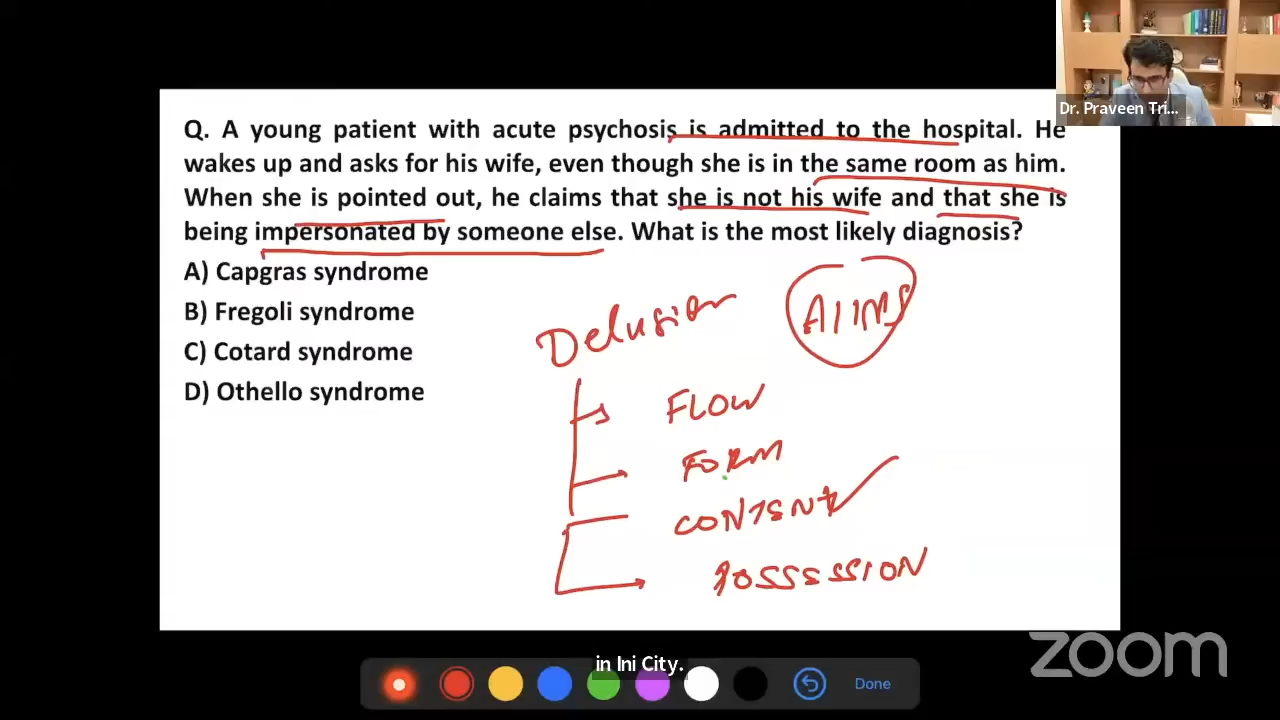 Dr. Praveen Tri...
Q. A young patient with acute psychosis is admitted to the hospital. He
wakes up and asks for his wife, even though she is in the same room as him.
When she is pointed out, he claims that she is not his wife and that she is
being impersonated by someone else. What is the most likely diagnosis?
A) Capgras syndrome
B) Fregoli syndrome
C) Cotard syndrome
D) Othello syndrome
Delusion
AIIMS
FLOW
FORM
CONTENT
POSSESSION
zoom
in Ini City.
Done